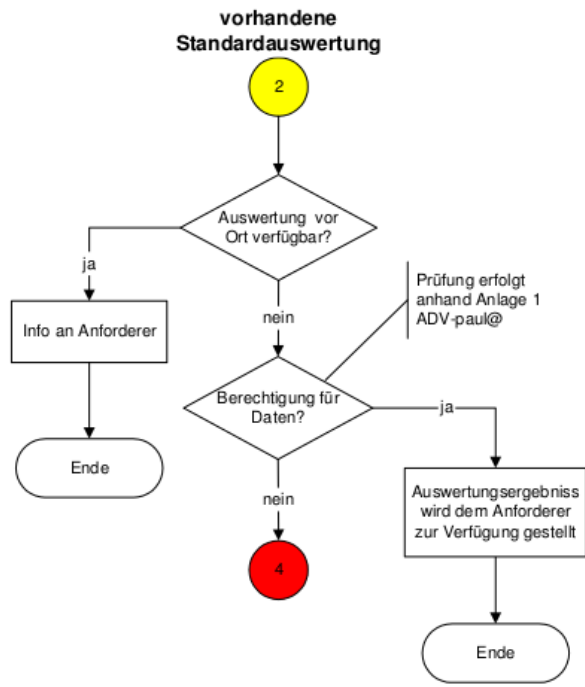 vorhandene
Standardauswertung
2
Auswertung vor
Ort verfügbar?
ja
Info an Anforderer
Ende
nein
Prüfung erfolgt
anhand Anlage 1
ADV-paul@
Berechtigung für
Daten?
ja
Auswertungsergebniss
wird dem Anforderer
zur Verfügung gestellt
Ende
nein
4